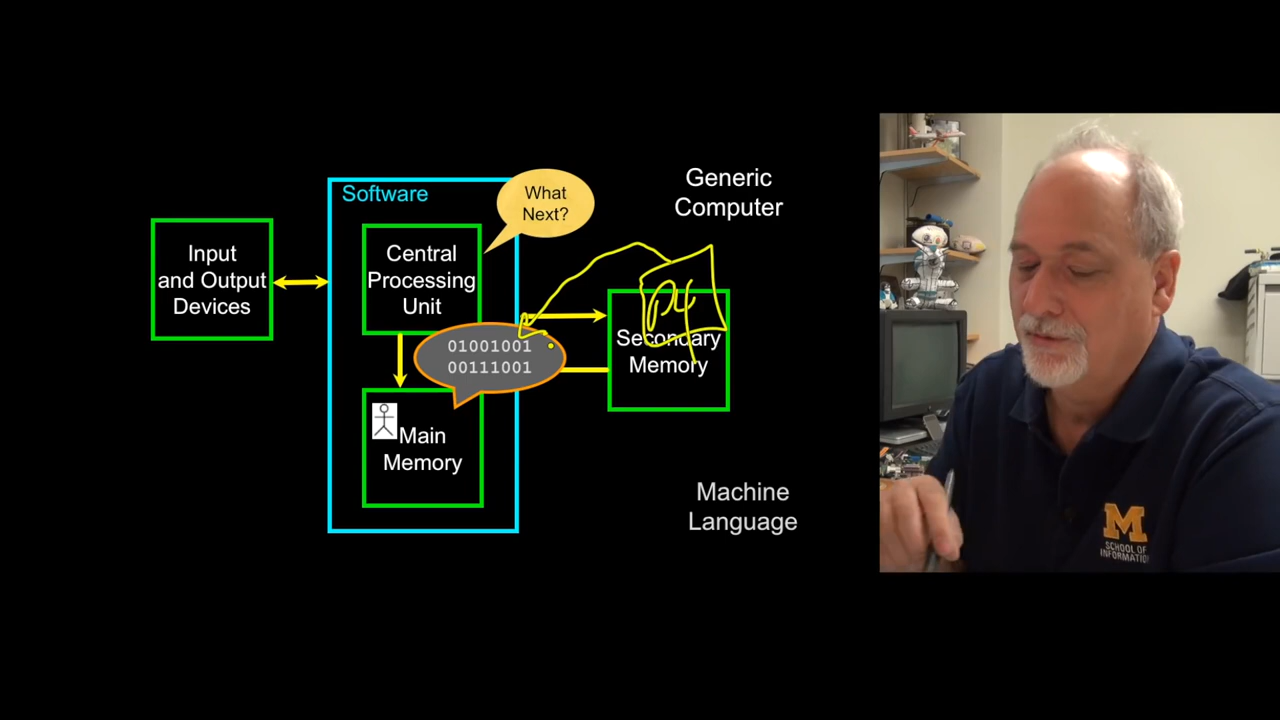 Generic
Computer
Software
What
Next?
Input
and Output
Devices
Central
Processing
Unit
py
Secondary
Memory
01001001
00111001
Main
Memory
Machine
Language
M
SCHOOL OF
INFORMATION